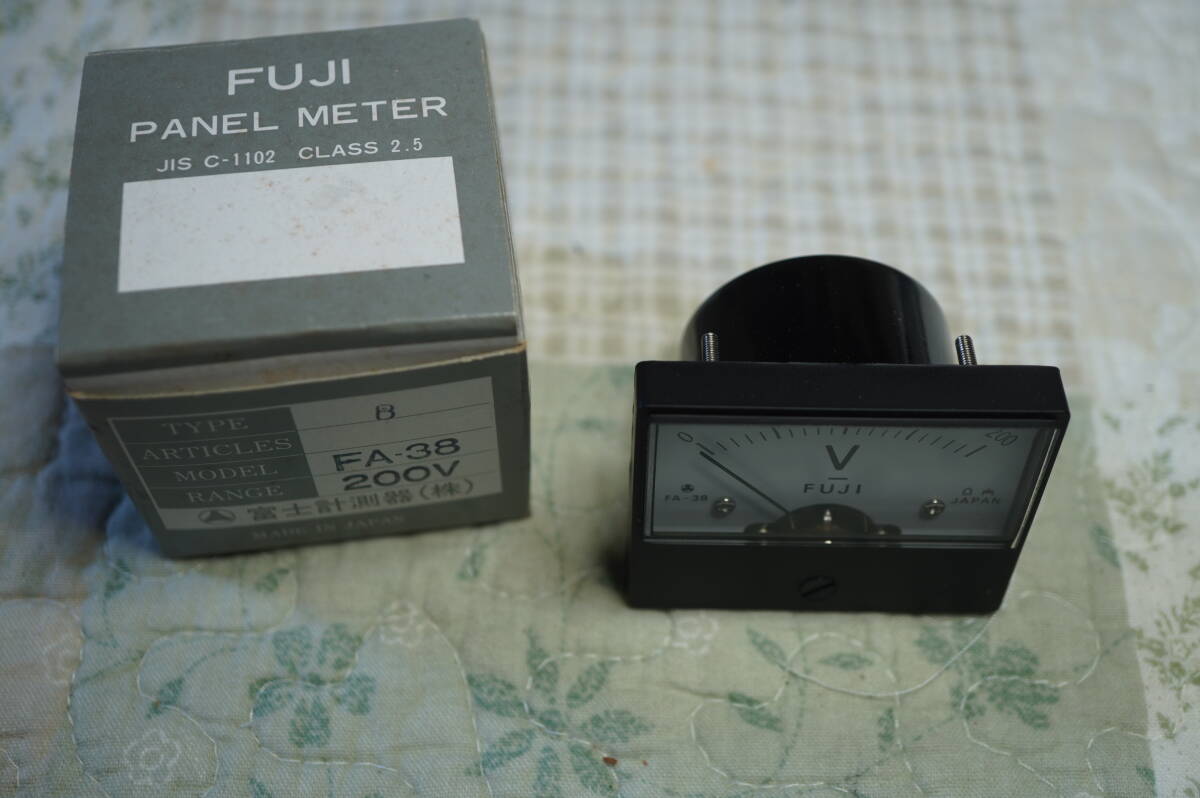 FUJI
PANEL METER
JIS C-1102 CLASS 2.5
TYPE
8
ARTICLES
MODEL
FA-38
RANGE
200V
富士計測器(株)
MADE IN JAPAN
0
200
V
FUJI
FA-38
JAPAN